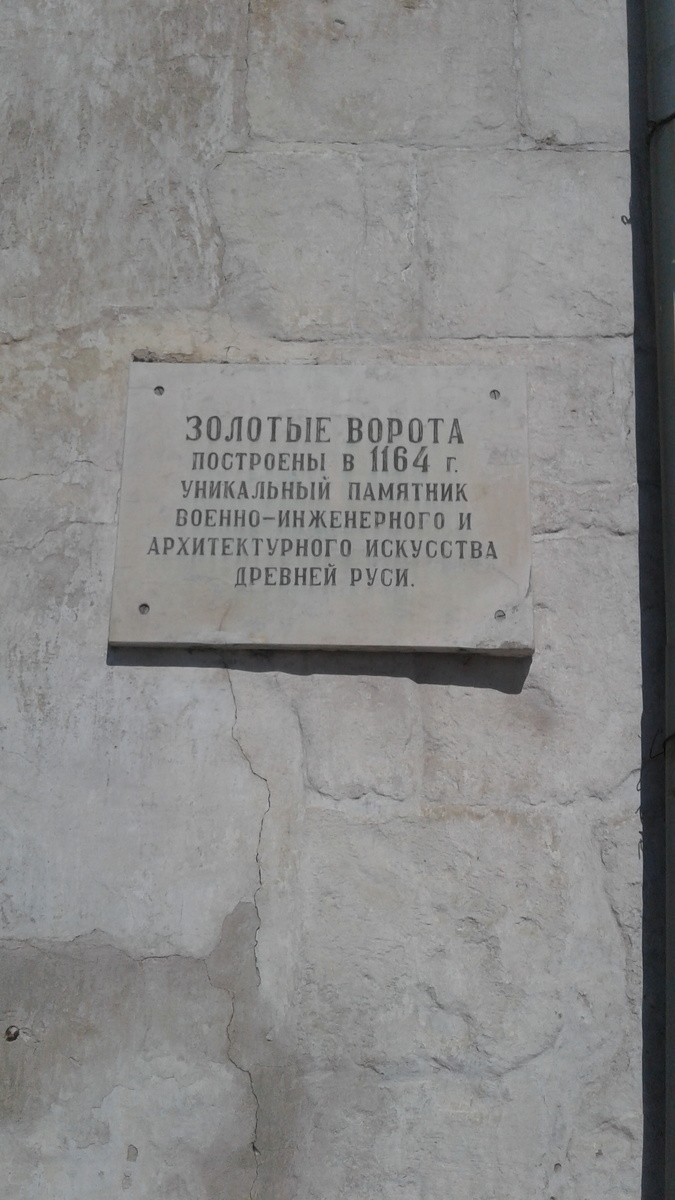 ЗОЛОТЫЕ ВОРОТА
ПОСТРОЕНЫ В 1164 г.
УНИКАЛЬНЫЙ ПАМЯТНИК
ВОЕННО-ИНЖЕНЕРНОГО И
АРХИТЕКТУРНОГО ИСКУССТВА
ДРЕВНЕЙ РУСИ.